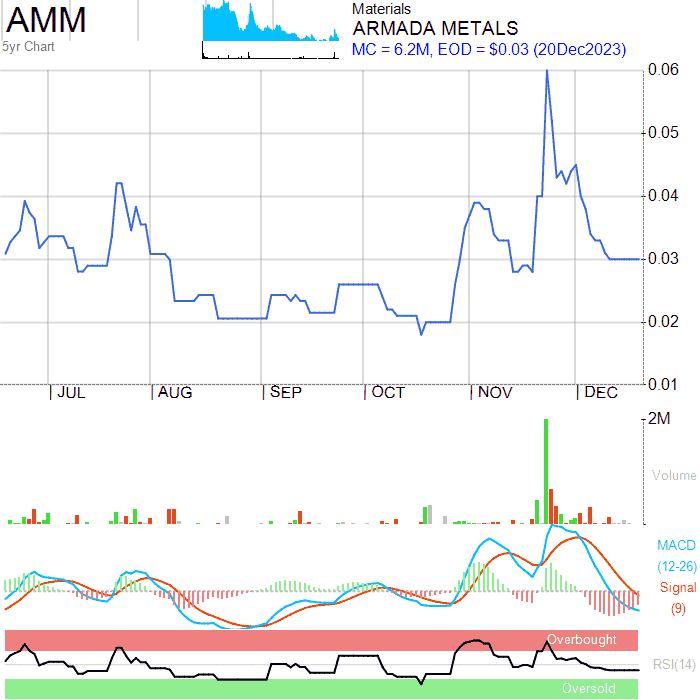 AMM
5yr Chart
Materials
ARMADA METALS
MC = 6.2M, EOD = $0.03 (20Dec2023)
0.06
0.05
0.04
0.03
0.02
0.01
JUL AUG SEP OCT NOV DEC
2M
Volume
MACD
(12-26)
Signal
(9)
Overbought
RSI(14)
Oversold